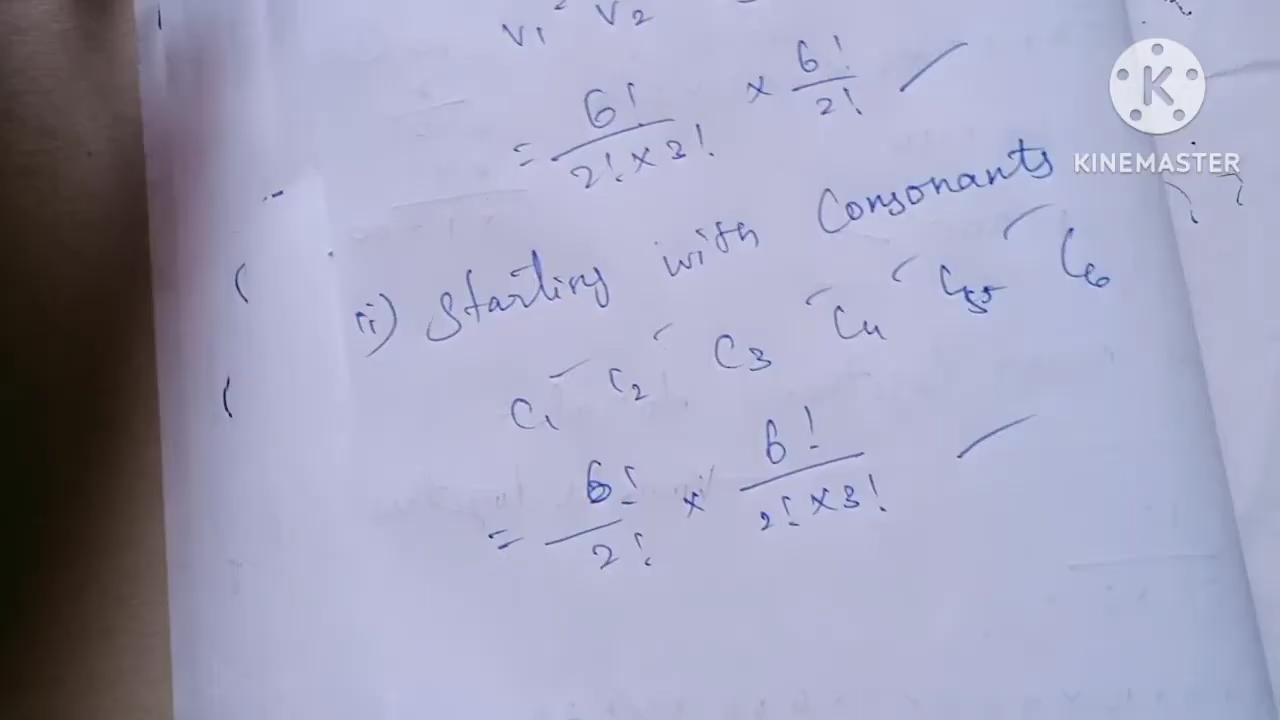 V1 V2
= 6! / 2! × 3! × 6! / 2!
ii) Starting with Consonants
C1 C2 C3 C4 C5 C6
= 6! / 2! × 6! / 2! × 3!
K
KINEMASTER